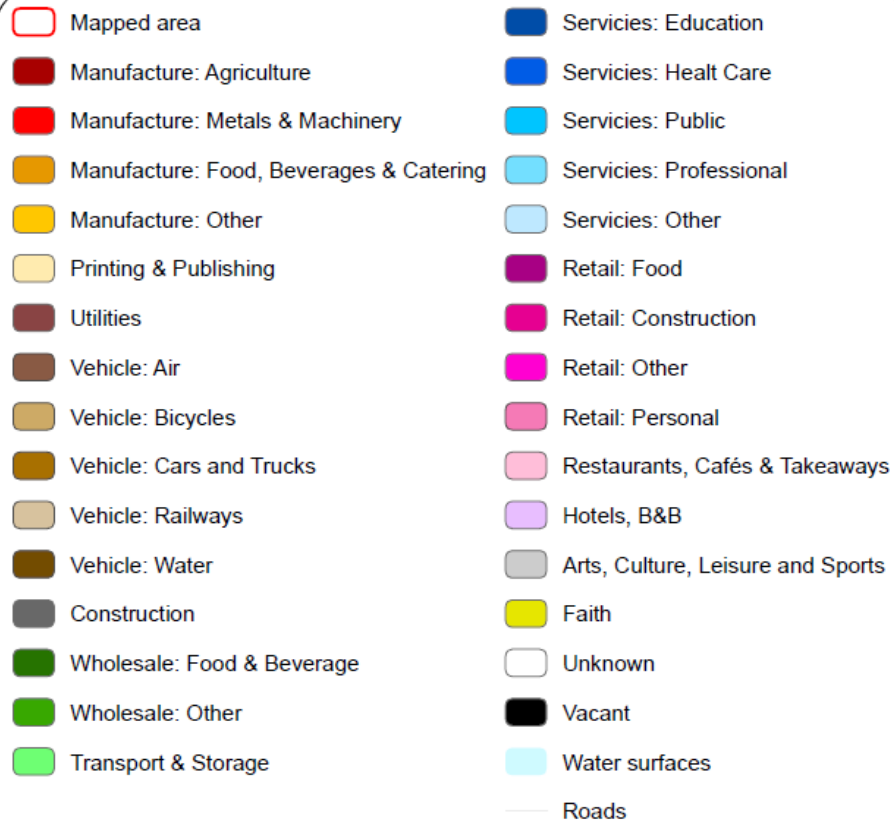 Mapped area
Manufacture: Agriculture
Manufacture: Metals & Machinery
Manufacture: Food, Beverages & Catering
Manufacture: Other
Printing & Publishing
Utilities
Vehicle: Air
Vehicle: Bicycles
Vehicle: Cars and Trucks
Vehicle: Railways
Vehicle: Water
Construction
Wholesale: Food & Beverage
Wholesale: Other
Transport & Storage
Servicies: Education
Servicies: Healt Care
Servicies: Public
Servicies: Professional
Servicies: Other
Retail: Food
Retail: Construction
Retail: Other
Retail: Personal
Restaurants, Cafés & Takeaways
Hotels, B&B
Arts, Culture, Leisure and Sports
Faith
Unknown
Vacant
Water surfaces
Roads